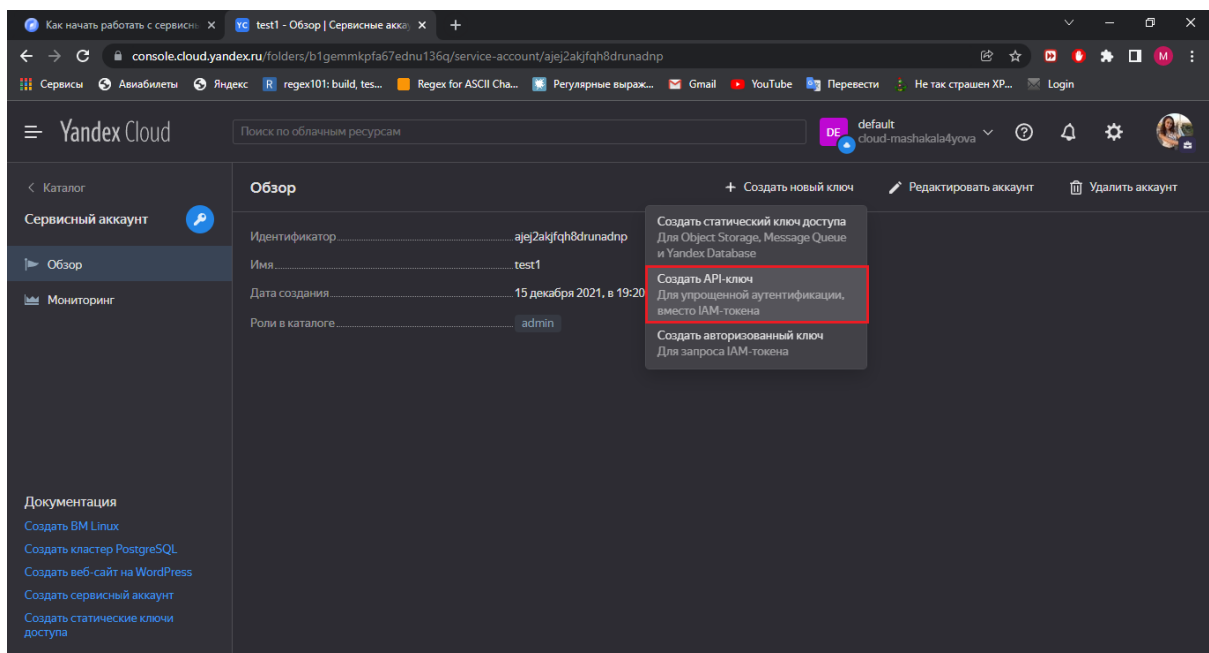 Как начать работать с сервисн
YC test1 - Обзор | Сервисные акка
console.cloud.yandex.ru/folders/b1gemmkpfa67ednu136q/service-account/ajej2akjfqh8drunadnp
M
Сервисы Авиабилеты Яндекс R regex101: build, tes... Regex for ASCII Cha... Регулярные выраж... Gmail YouTube Перевести Не так страшен XP... Login
Yandex Cloud
Поиск по облачным ресурсам
DE default
cloud-mashakala4yova
Каталог
Сервисный аккаунт
Обзор
Мониторинг
Обзор
+ Создать новый ключ
Редактировать аккаунт
Удалить аккаунт
Идентификатор ajej2akjfqh8drunadnp
Имя test1
Дата создания 15 декабря 2021, в 19:20
Роли в каталоге admin
Создать статический ключ доступа
Для Object Storage, Message Queue
и Yandex Database
Создать API-ключ
Для упрощенной аутентификации,
вместо IAM-токена
Создать авторизованный ключ
Для запроса IAM-токена
Документация
Создать ВМ Linux
Создать кластер PostgreSQL
Создать веб-сайт на WordPress
Создать сервисный аккаунт
Создать статические ключи
доступа